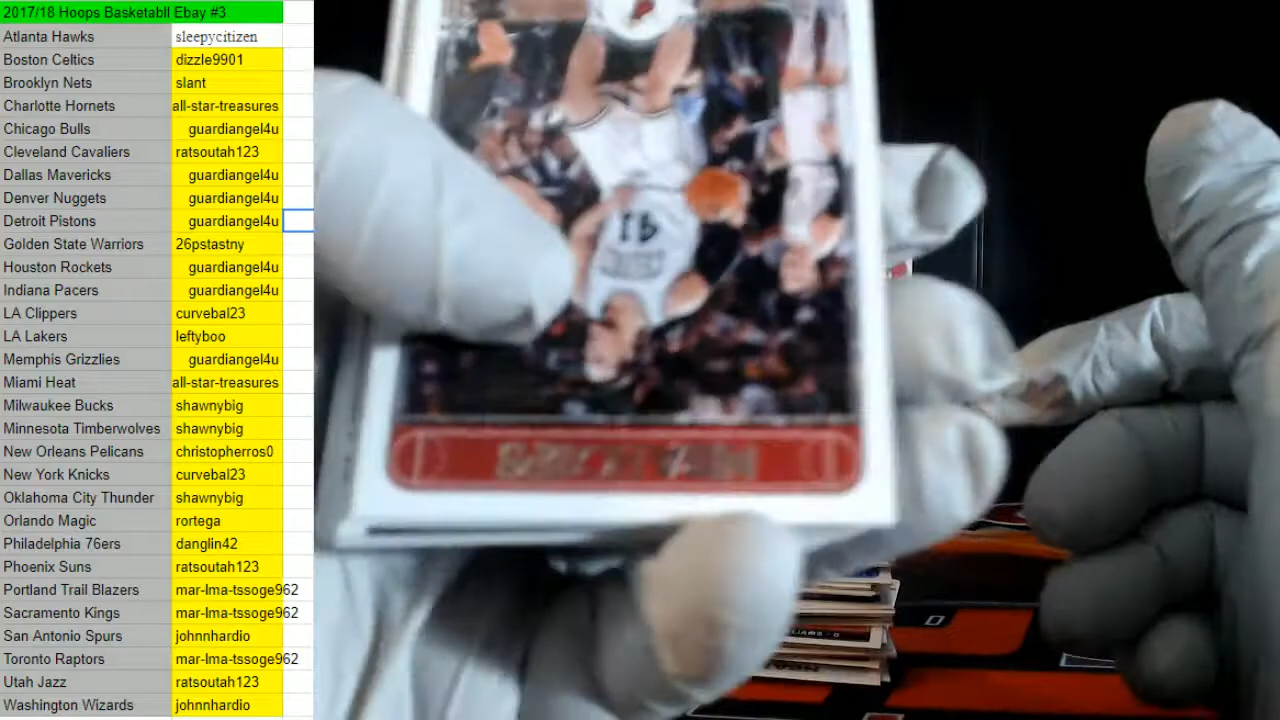 2017/18 Hoops Basketabll Ebay #3
Atlanta Hawks sleepycitizen
Boston Celtics dizzle9901
Brooklyn Nets slant
Charlotte Hornets all-star-treasures
Chicago Bulls guardiangel4u
Cleveland Cavaliers ratsoutah123
Dallas Mavericks guardiangel4u
Denver Nuggets guardiangel4u
Detroit Pistons guardiangel4u
Golden State Warriors 26pstastny
Houston Rockets guardiangel4u
Indiana Pacers guardiangel4u
LA Clippers curvebal23
LA Lakers leftyboo
Memphis Grizzlies guardiangel4u
Miami Heat all-star-treasures
Milwaukee Bucks shawnybig
Minnesota Timberwolves shawnybig
New Orleans Pelicans christopherros0
New York Knicks curvebal23
Oklahoma City Thunder shawnybig
Orlando Magic rortega
Philadelphia 76ers danglin42
Phoenix Suns ratsoutah123
Portland Trail Blazers mar-lma-tssoge962
Sacramento Kings mar-lma-tssoge962
San Antonio Spurs johnnhardio
Toronto Raptors mar-lma-tssoge962
Utah Jazz ratsoutah123
Washington Wizards johnnhardio